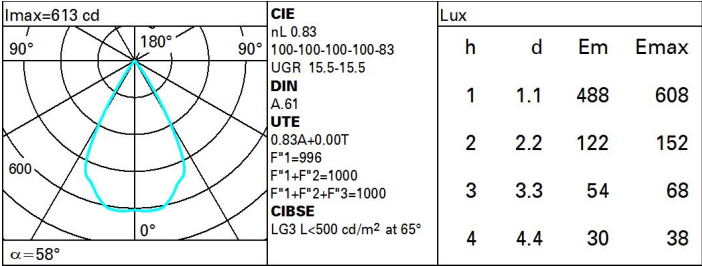 Imax=613 cd
90°
180°
90°
600
0°
α=58°
CIE
nL 0.83
100-100-100-100-83
UGR 15.5-15.5
DIN
A.61
UTE
0.83A+0.00T
F"1=996
F"1+F"2=1000
F"1+F"2+F"3=1000
CIBSE
LG3 L<500 cd/m² at 65°
Lux
h d Em Emax
1 1.1 488 608
2 2.2 122 152
3 3.3 54 68
4 4.4 30 38